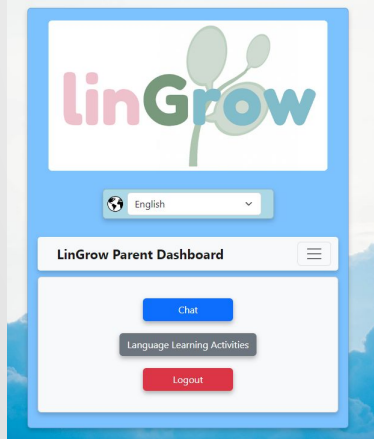 linGrow
English
LinGrow Parent Dashboard
Chat
Language Learning Activities
Logout